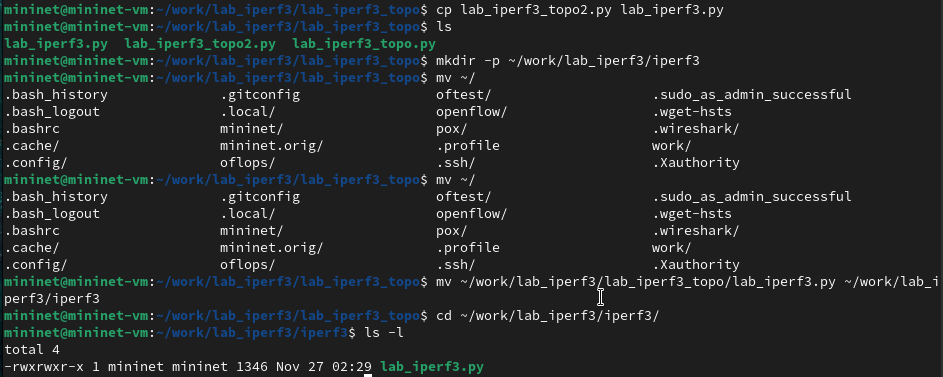 mininet@mininet-vm:~/work/lab_iperf3/lab_iperf3_topo$ cp lab_iperf3_topo2.py lab_iperf3.py
mininet@mininet-vm:~/work/lab_iperf3/lab_iperf3_topo$ ls
lab_iperf3.py  lab_iperf3_topo2.py  lab_iperf3_topo.py
mininet@mininet-vm:~/work/lab_iperf3/lab_iperf3_topo$ mkdir -p ~/work/lab_iperf3/iperf3
mininet@mininet-vm:~/work/lab_iperf3/lab_iperf3_topo$ mv ~/
.bash_history .gitconfig oftest/ .sudo_as_admin_successful
.bash_logout .local/ openflow/ .wget-hsts
.bashrc mininet/ pox/ .wireshark/
.cache/ mininet.orig/ .profile work/
.config/ oflops/ .ssh/ .Xauthority
mininet@mininet-vm:~/work/lab_iperf3/lab_iperf3_topo$ mv ~/
.bash_history .gitconfig oftest/ .sudo_as_admin_successful
.bash_logout .local/ openflow/ .wget-hsts
.bashrc mininet/ pox/ .wireshark/
.cache/ mininet.orig/ .profile work/
.config/ oflops/ .ssh/ .Xauthority
mininet@mininet-vm:~/work/lab_iperf3/lab_iperf3_topo$ mv ~/work/lab_iperf3/lab_iperf3_topo/lab_iperf3.py ~/work/lab_i
perf3/iperf3
mininet@mininet-vm:~/work/lab_iperf3/lab_iperf3_topo$ cd ~/work/lab_iperf3/iperf3/
mininet@mininet-vm:~/work/lab_iperf3/iperf3$ ls -l
total 4
-rwxrwxr-x 1 mininet mininet 1346 Nov 27 02:29 lab_iperf3.py